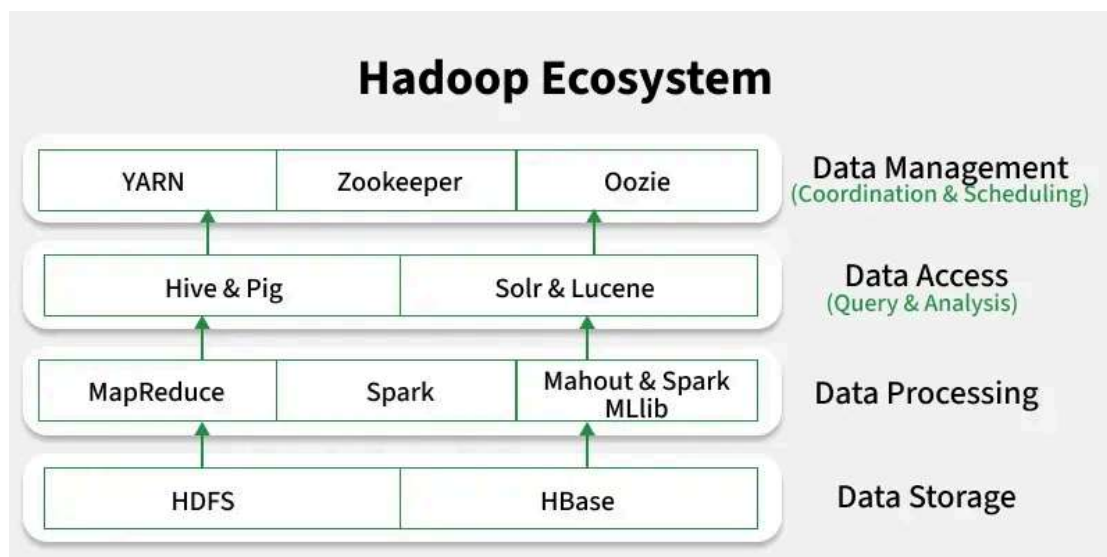 Hadoop Ecosystem
YARN
Zookeeper
Oozie
Data Management
(Coordination & Scheduling)
Hive & Pig
Solr & Lucene
Data Access
(Query & Analysis)
MapReduce
Spark
Mahout & Spark
MLlib
Data Processing
HDFS
HBase
Data Storage